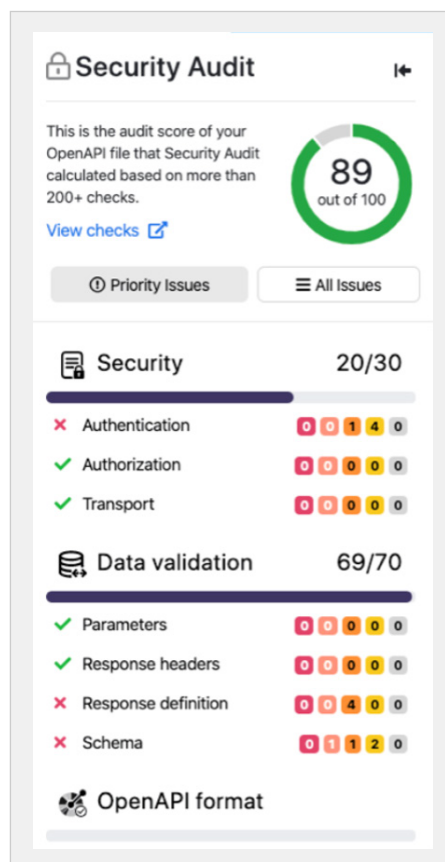 Security Audit
This is the audit score of your
OpenAPI file that Security Audit
calculated based on more than
200+ checks.
View checks
89
out of 100
Priority Issues
All Issues
Security 20/30
Authentication 0 0 1 4 0
Authorization 0 0 0 0 0
Transport 0 0 0 0 0
Data validation 69/70
Parameters 0 0 0 0 0
Response headers 0 0 0 0 0
Response definition 0 0 4 0 0
Schema 0 1 1 2 0
OpenAPI format